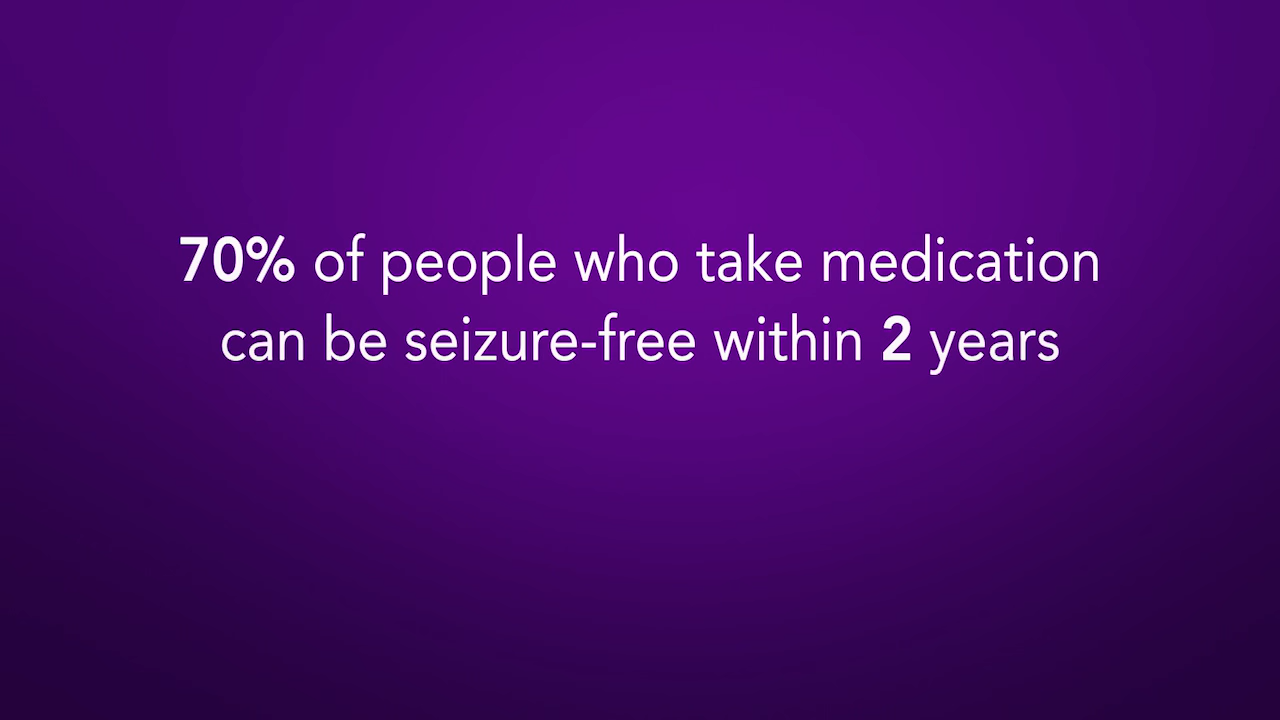 70% of people who take medication
can be seizure-free within 2 years